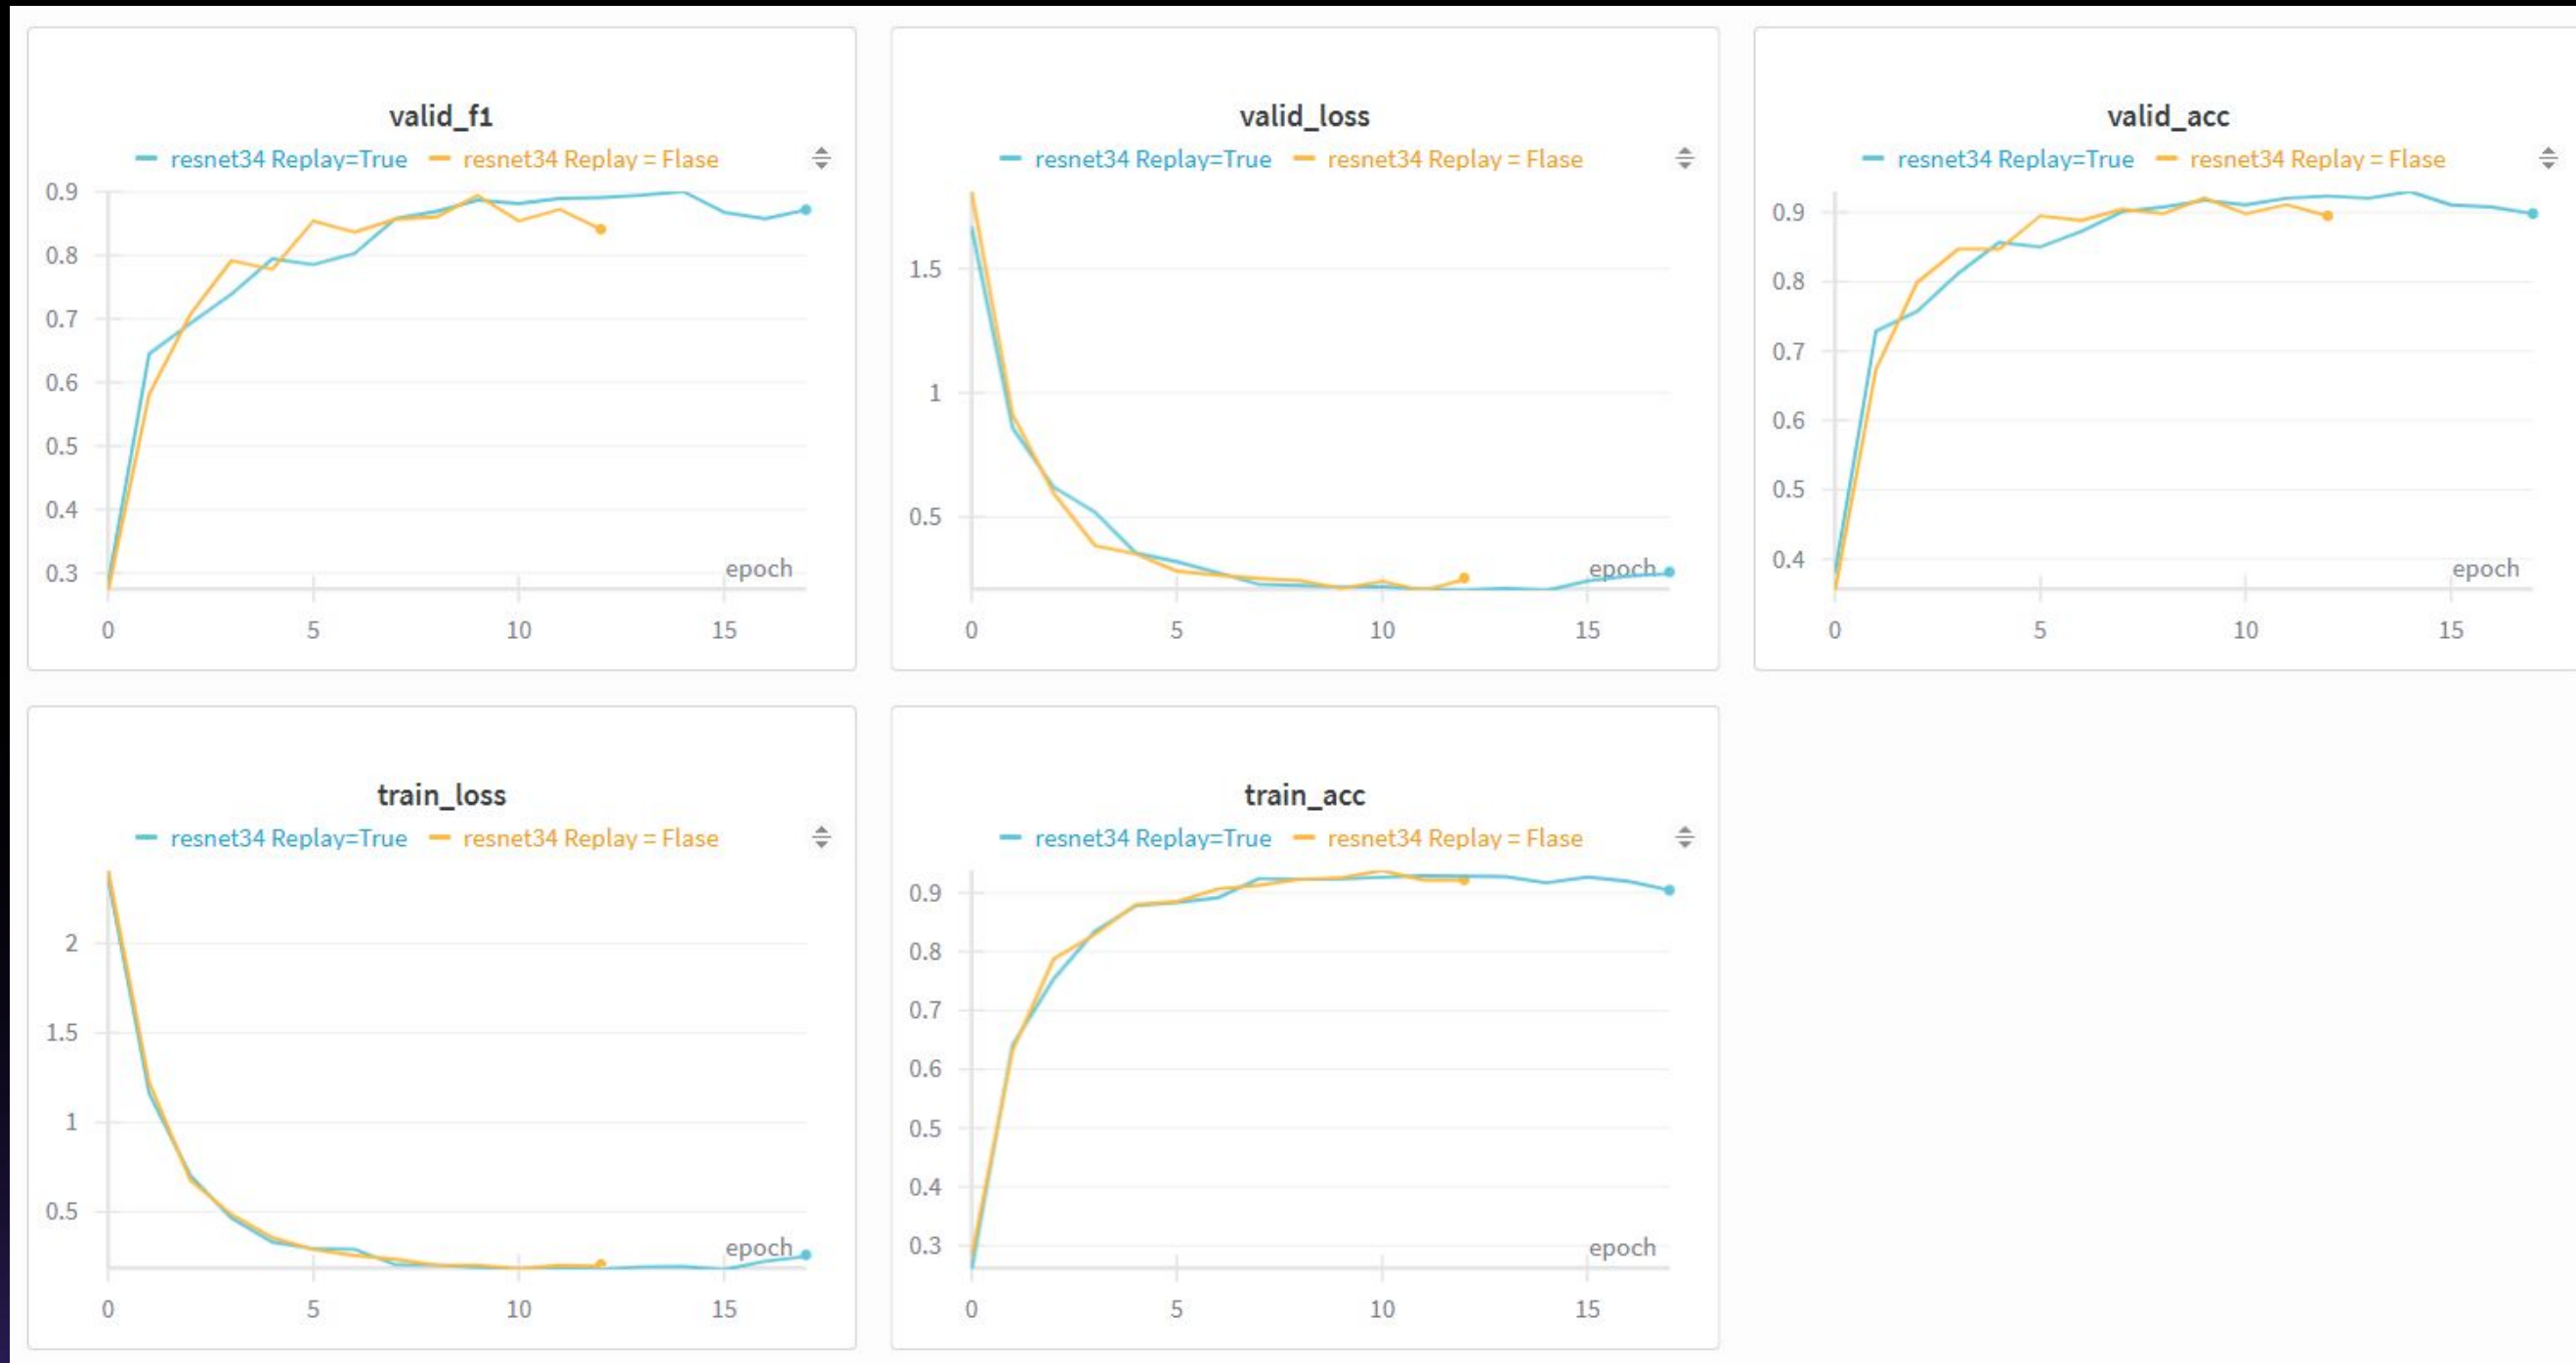 valid_f1
resnet34 Replay=True resnet34 Replay = Flase
0.9
0.8
0.7
0.6
0.5
0.4
0.3
epoch
0 5 10 15
valid_loss
resnet34 Replay=True resnet34 Replay = Flase
1.5
1
0.5
epoch
0 5 10 15
valid_acc
resnet34 Replay=True resnet34 Replay = Flase
0.9
0.8
0.7
0.6
0.5
0.4
epoch
0 5 10 15
train_loss
resnet34 Replay=True resnet34 Replay = Flase
2
1.5
1
0.5
epoch
0 5 10 15
train_acc
resnet34 Replay=True resnet34 Replay = Flase
0.9
0.8
0.7
0.6
0.5
0.4
0.3
epoch
0 5 10 15